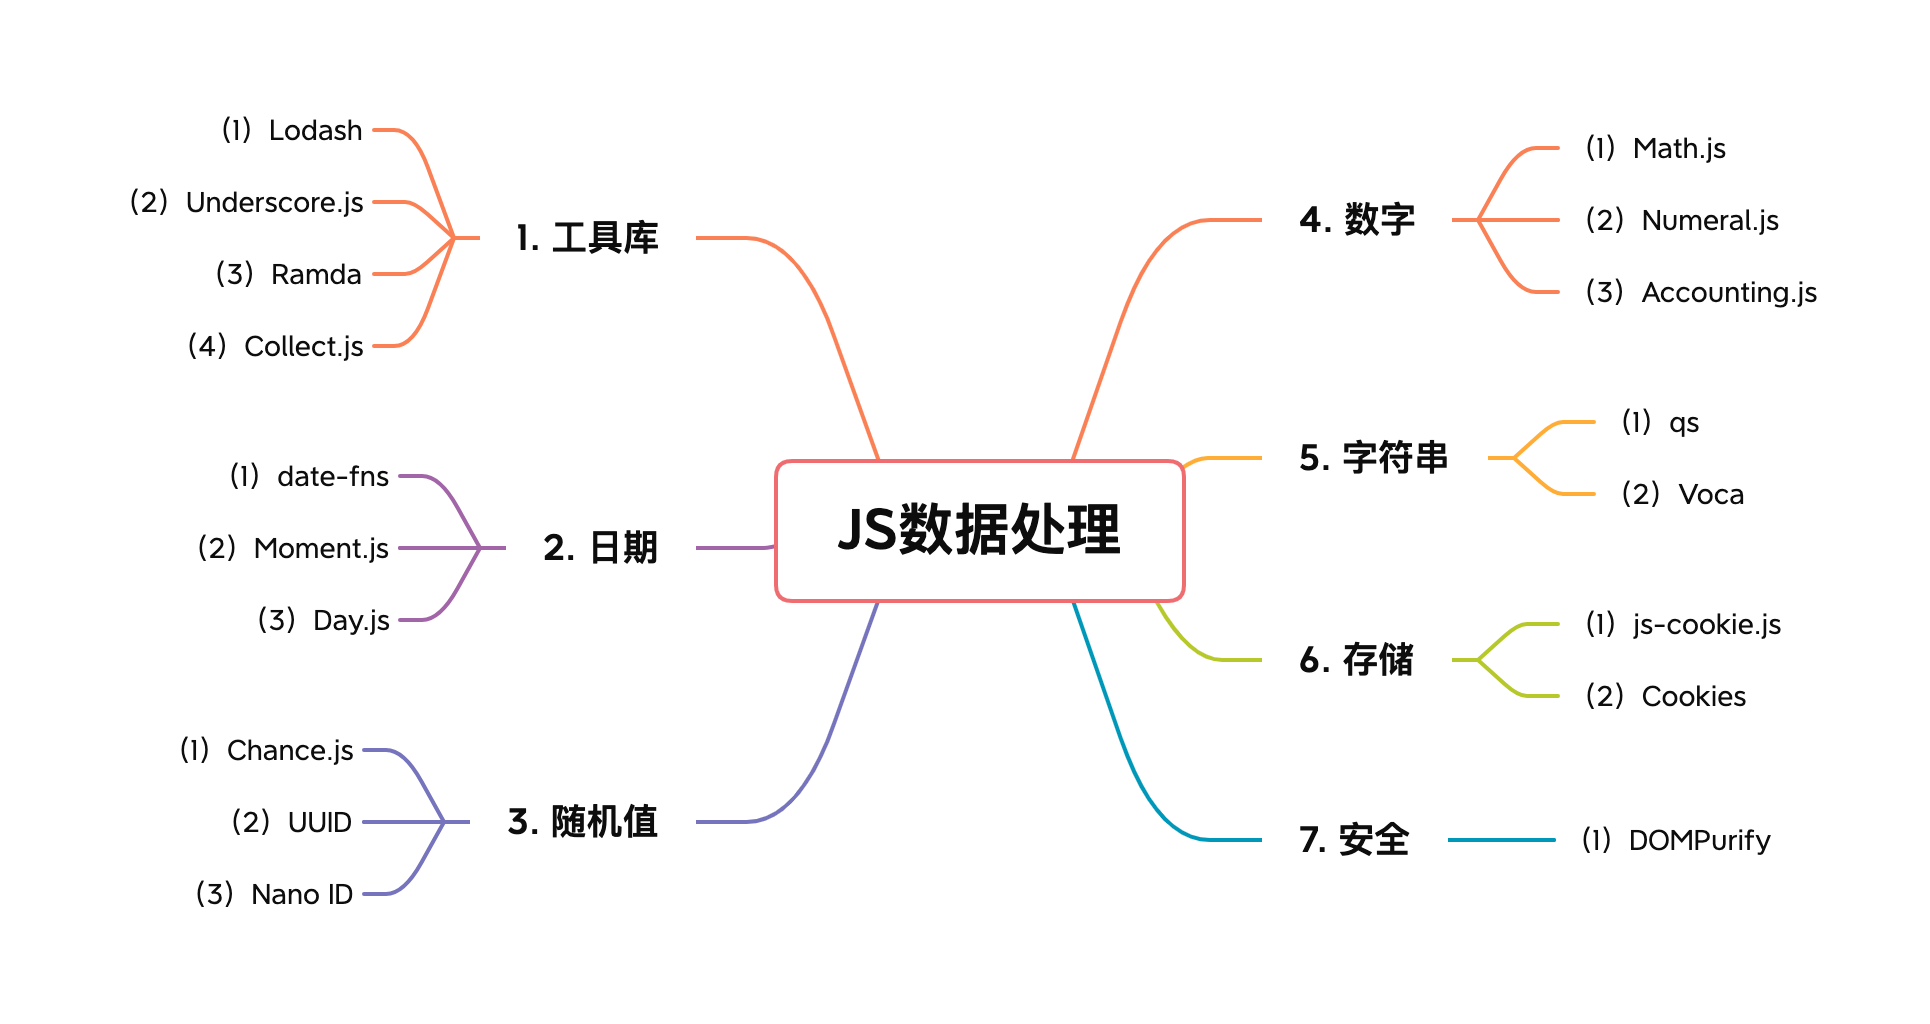 JS数据处理
1. 工具库
（1） Lodash
（2） Underscore.js
（3） Ramda
（4） Collect.js
2. 日期
（1） date-fns
（2） Moment.js
（3） Day.js
3. 随机值
（1） Chance.js
（2） UUID
（3） Nano ID
4. 数字
（1） Math.js
（2） Numeral.js
（3） Accounting.js
5. 字符串
（1） qs
（2） Voca
6. 存储
（1） js-cookie.js
（2） Cookies
7. 安全
（1） DOMPurify